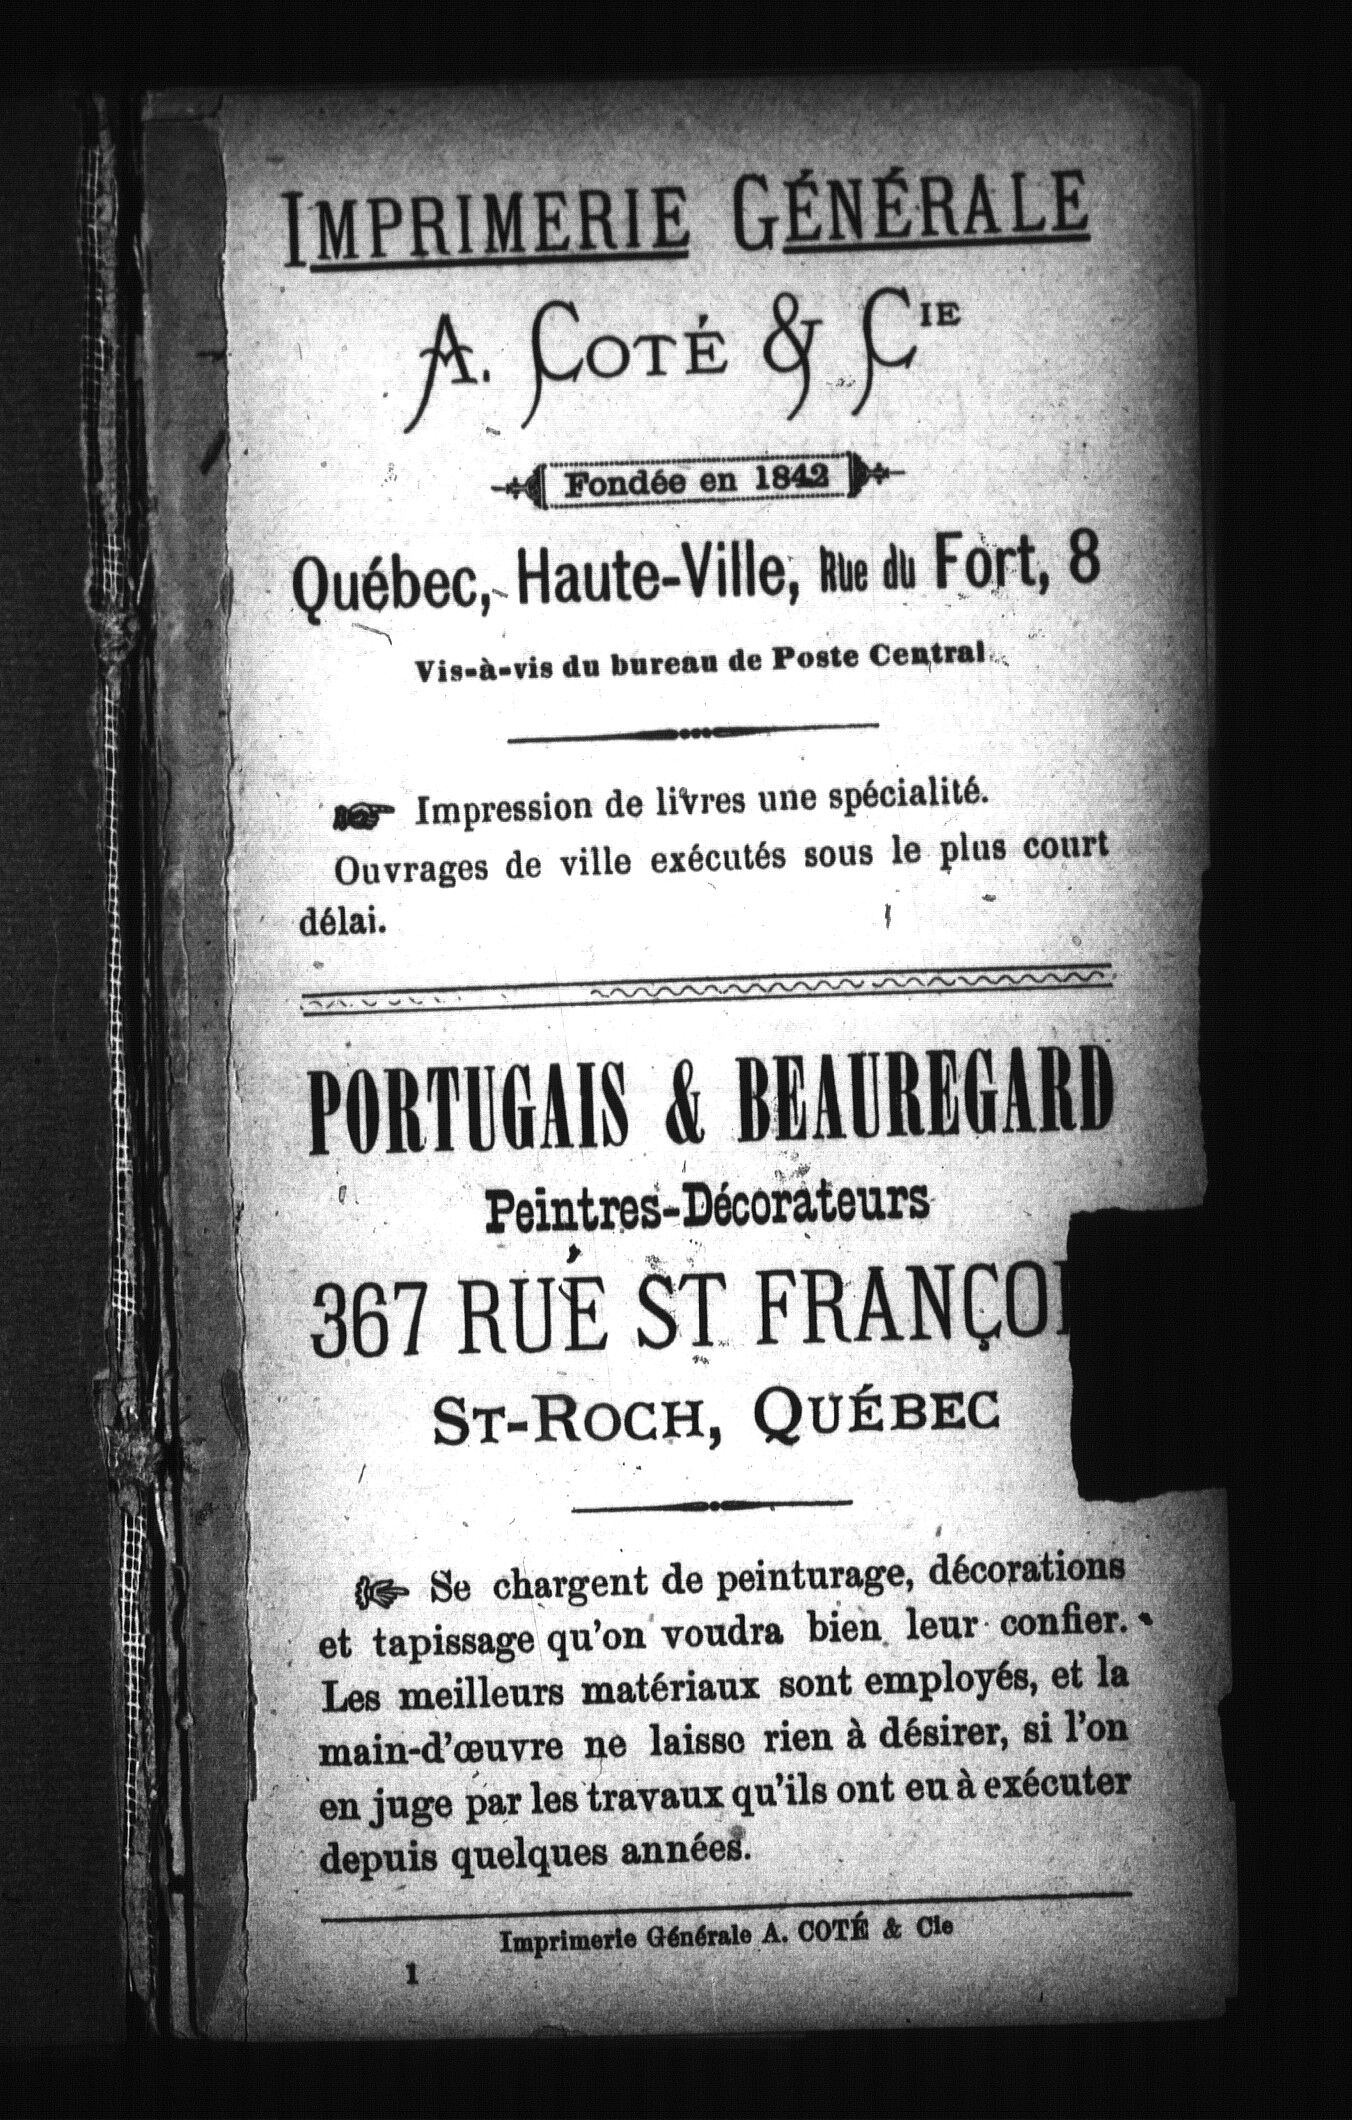 IMPRIMERIE GÉNÉRALE
A. COTÉ & CIE
Fondée en 1842
Québec, Haute-Ville, Rue du Fort, 8
Vis-à-vis du bureau de Poste Central
Impression de livres une spécialité.
Ouvrages de ville exécutés sous le plus court
délai.
PORTUGAIS & BEAUREGARD
Peintres-Décorateurs
367 RUE ST FRANÇOI
ST-ROCH, QUÉBEC
Se chargent de peinturage, décorations
et tapissage qu'on voudra bien leur confier.
Les meilleurs matériaux sont employés, et la
main-d'œuvre ne laisse rien à désirer, si l'on
en juge par les travaux qu'ils ont eu à exécuter
depuis quelques années.
Imprimerie Générale A. COTÉ & Cie
1